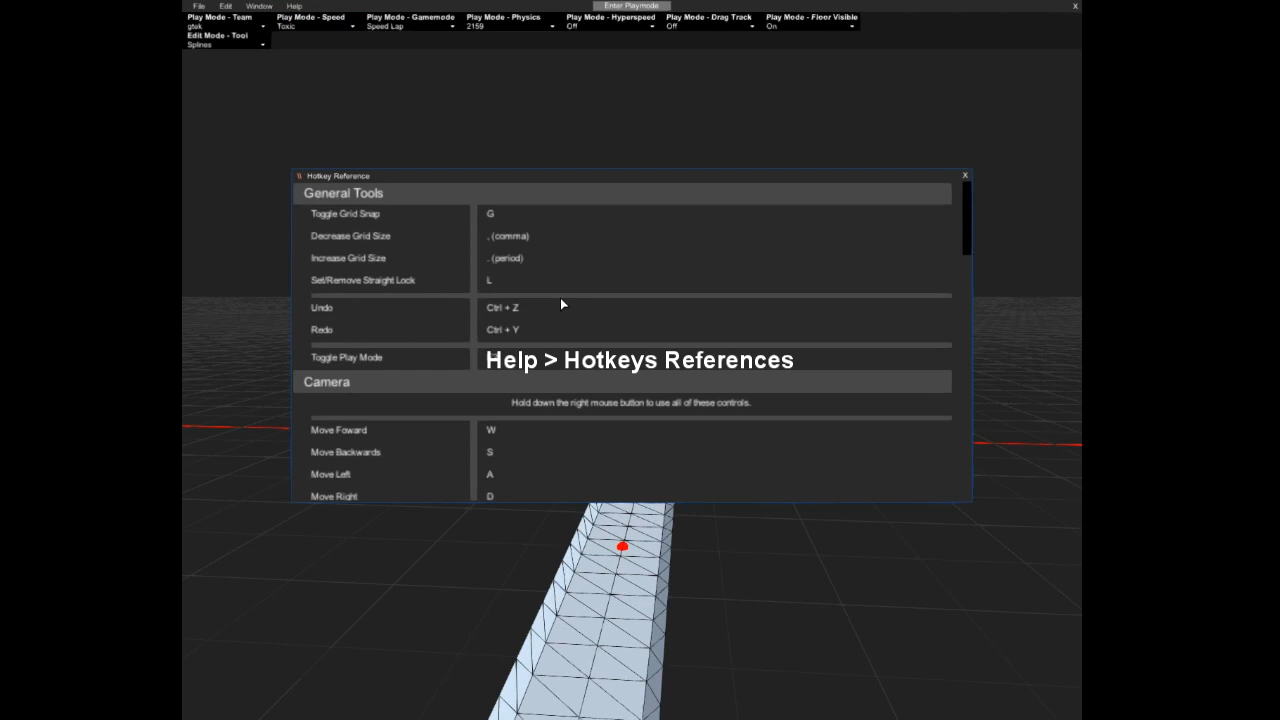 File Edit Window Help Enter Playmode X
Play Mode - Team Play Mode - Speed Play Mode - Gamemode Play Mode - Physics Play Mode - Hyperspeed Play Mode - Drag Track Play Mode - Floor Visible
gtek Toxic Speed Lap 2159 Off Off On
Edit Mode - Tool
Splines
Hotkey Reference X
General Tools
Toggle Grid Snap G
Decrease Grid Size , (comma)
Increase Grid Size . (period)
Set/Remove Straight Lock L
Undo Ctrl + Z
Redo Ctrl + Y
Toggle Play Mode
Help > Hotkeys References
Camera
Hold down the right mouse button to use all of these controls.
Move Foward W
Move Backwards S
Move Left A
Move Right D